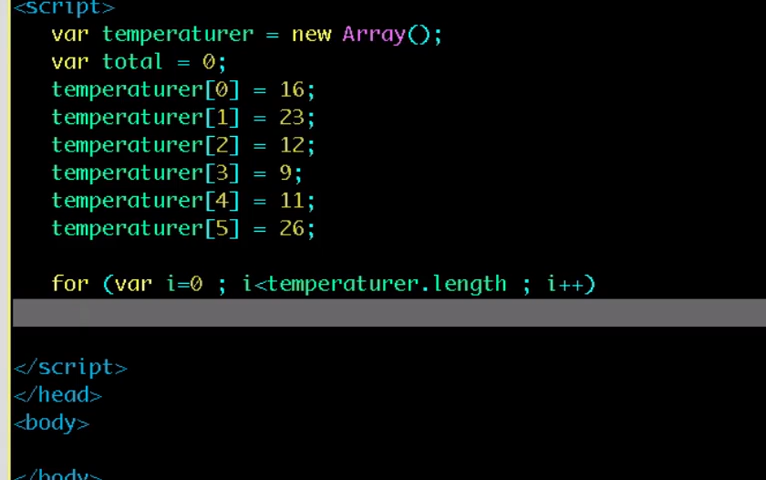 <script>
var temperaturer = new Array();
var total = 0;
temperaturer[0] = 16;
temperaturer[1] = 23;
temperaturer[2] = 12;
temperaturer[3] = 9;
temperaturer[4] = 11;
temperaturer[5] = 26;
for (var i=0 ; i<temperaturer.length ; i++)
</script>
</head>
<body>
</body>